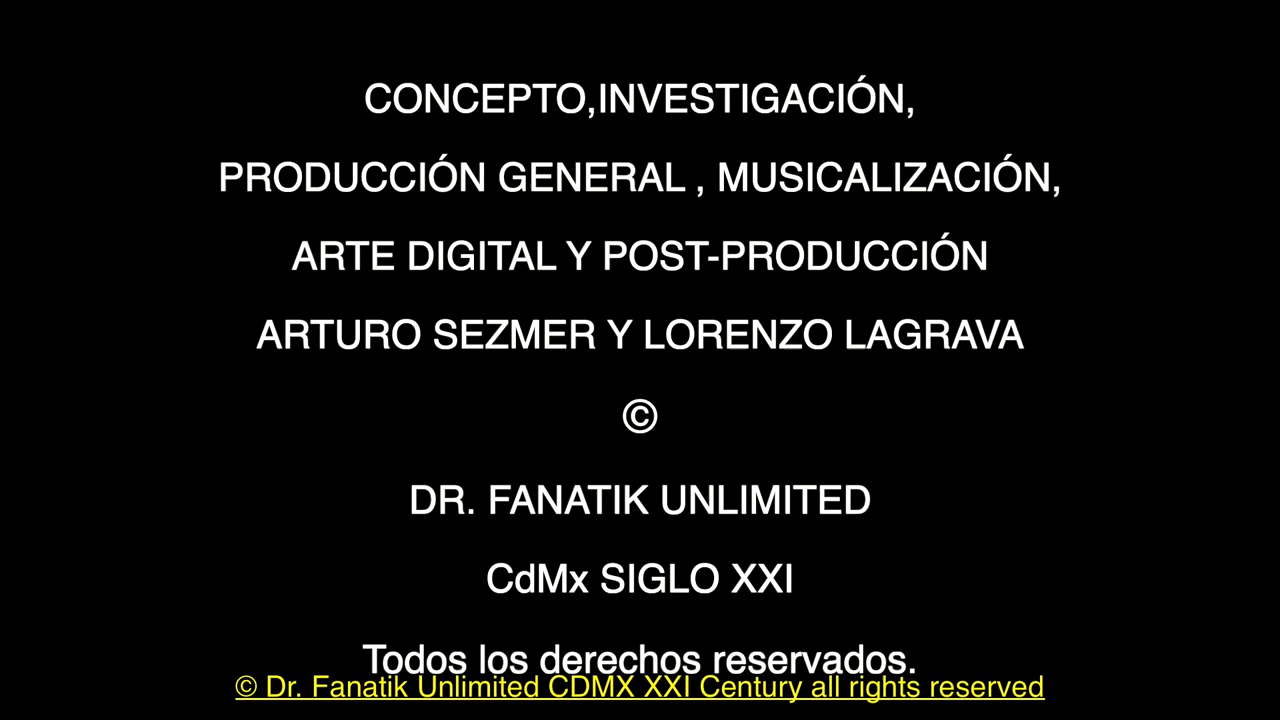 CONCEPTO,INVESTIGACIÓN,
PRODUCCIÓN GENERAL , MUSICALIZACIÓN,
ARTE DIGITAL Y POST-PRODUCCIÓN
ARTURO SEZMER Y LORENZO LAGRAVA
©
DR. FANATIK UNLIMITED
CdMx SIGLO XXI
Todos los derechos reservados.
© Dr. Fanatik Unlimited CDMX XXI Century all rights reserved